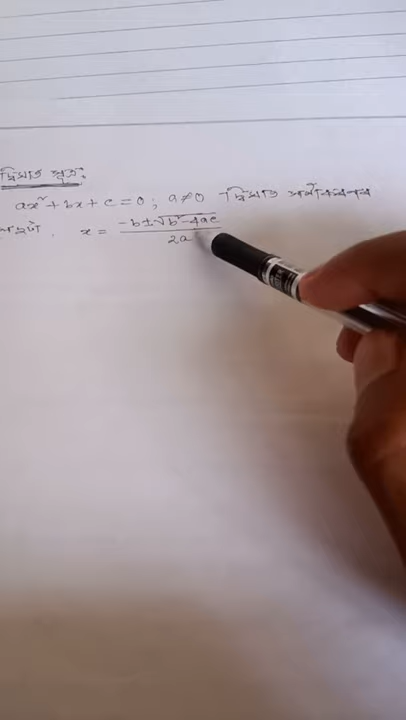 দ্বিঘাত সূত্র:
ax²+bx+c=0; a≠0 দ্বিঘাত সমীকরণের
x = -b±√b²-4ac / 2a